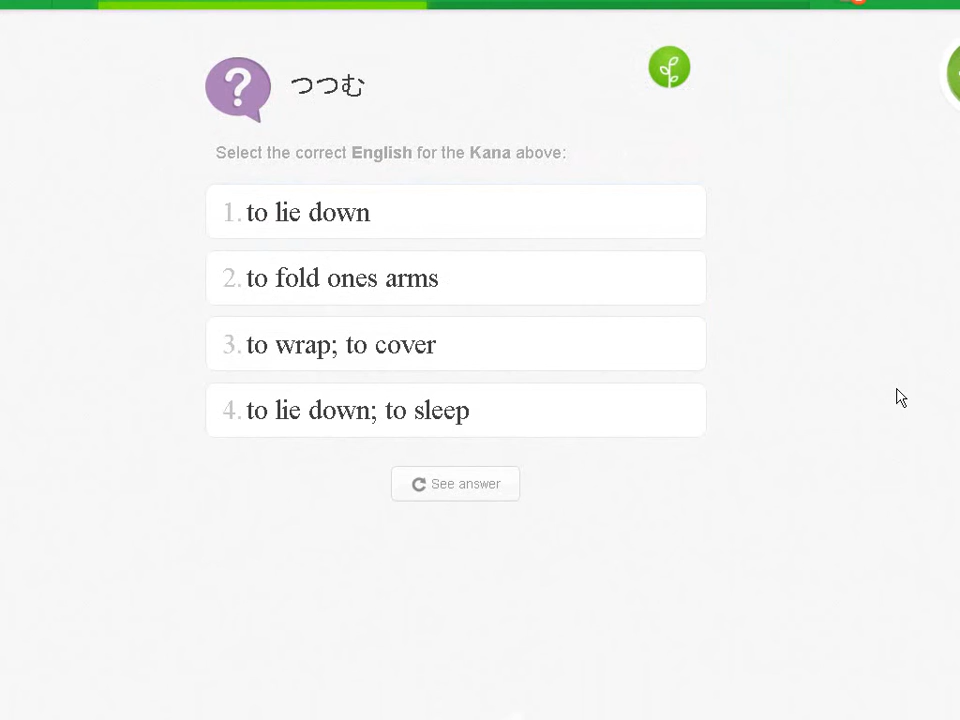 つつむ
Select the correct English for the Kana above:
1. to lie down
2. to fold ones arms
3. to wrap; to cover
4. to lie down; to sleep
See answer